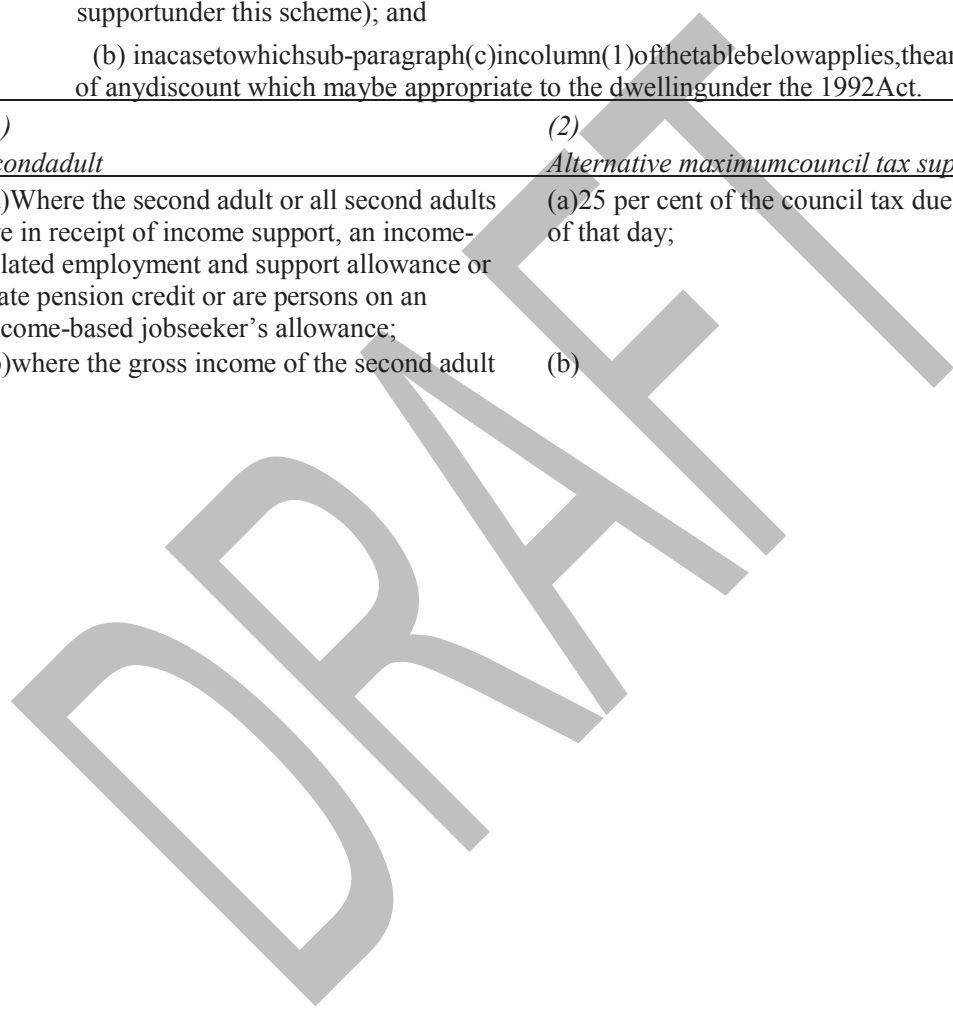 supportunder this scheme); and
(b) inacasetowhichsub-paragraph(c)incolumn(1)ofthetablebelowapplies,thear
of anydiscount which maybe appropriate to the dwellingunder the 1992Act.
) (2)
condadult Alternative maximumcouncil tax sup
)Where the second adult or all second adults (a)25 per cent of the council tax due
e in receipt of income support, an income- of that day;
lated employment and support allowance or
ate pension credit or are persons on an
come-based jobseeker’s allowance;
)where the gross income of the second adult (b)
DRAFT